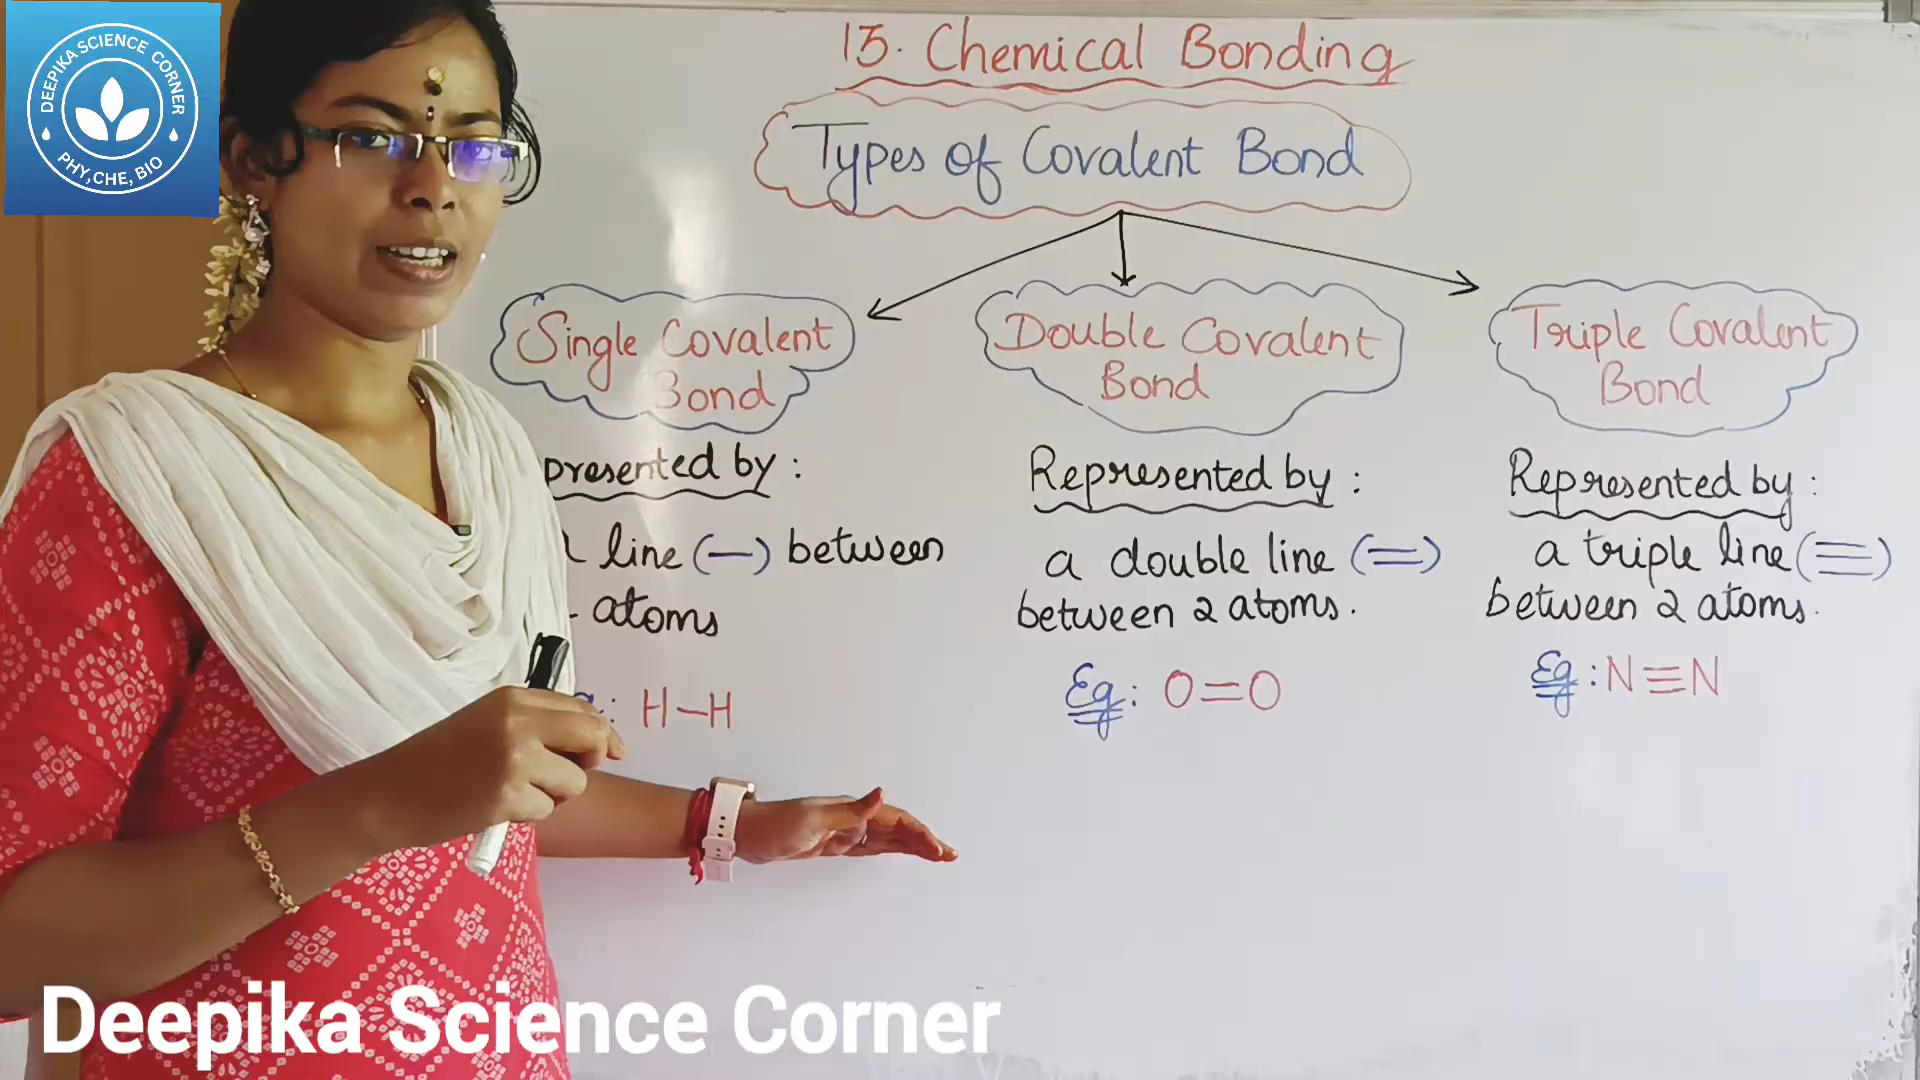 DEEPIKA SCIENCE CORNER
PHY, CHE, BIO
13. Chemical Bonding
Types of Covalent Bond
Single Covalent
Bond
presented by :
line (—) between
atoms
: H—H
Double Covalent
Bond
Represented by :
a double line (=)
between 2 atoms.
Eg : O=O
Triple Covalent
Bond
Represented by :
a triple line (≡)
between 2 atoms.
Eg : N≡N
Deepika Science Corner